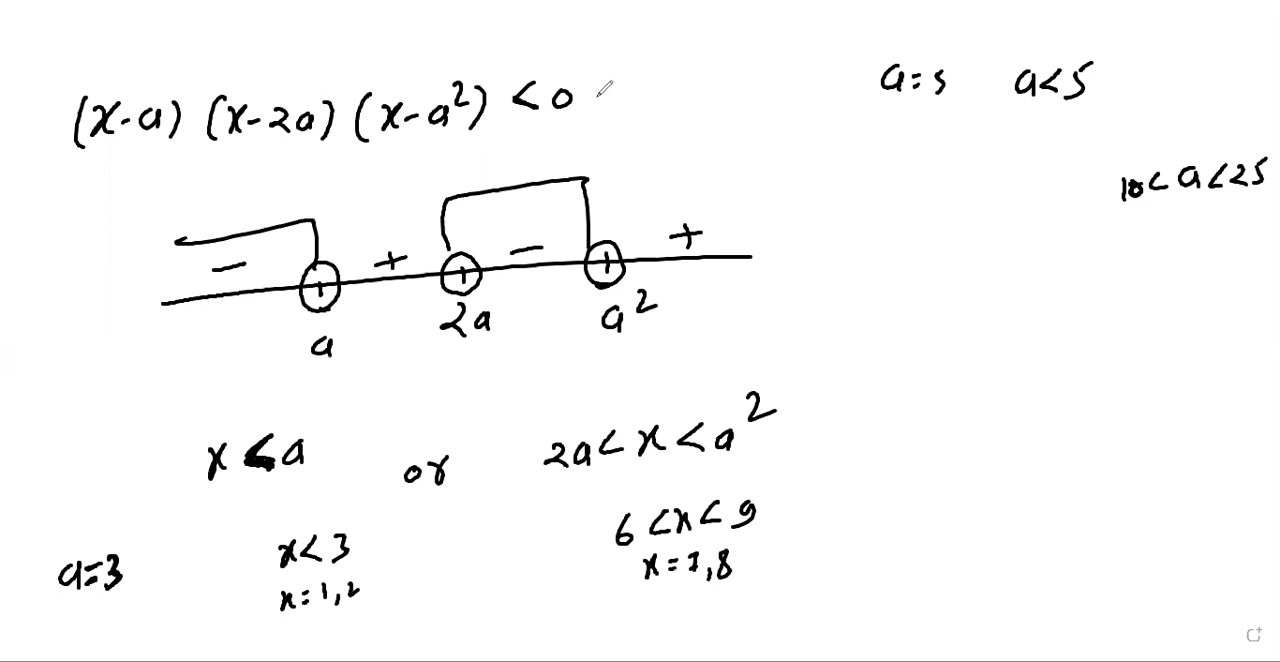 (x-a) (x-2a) (x-a²) < 0
a=5 a<5
10< a<25
- + - +
a 2a a²
x < a or 2a< x < a²
6 <x< 9
a=3 x<3 x=7,8
x=1,2